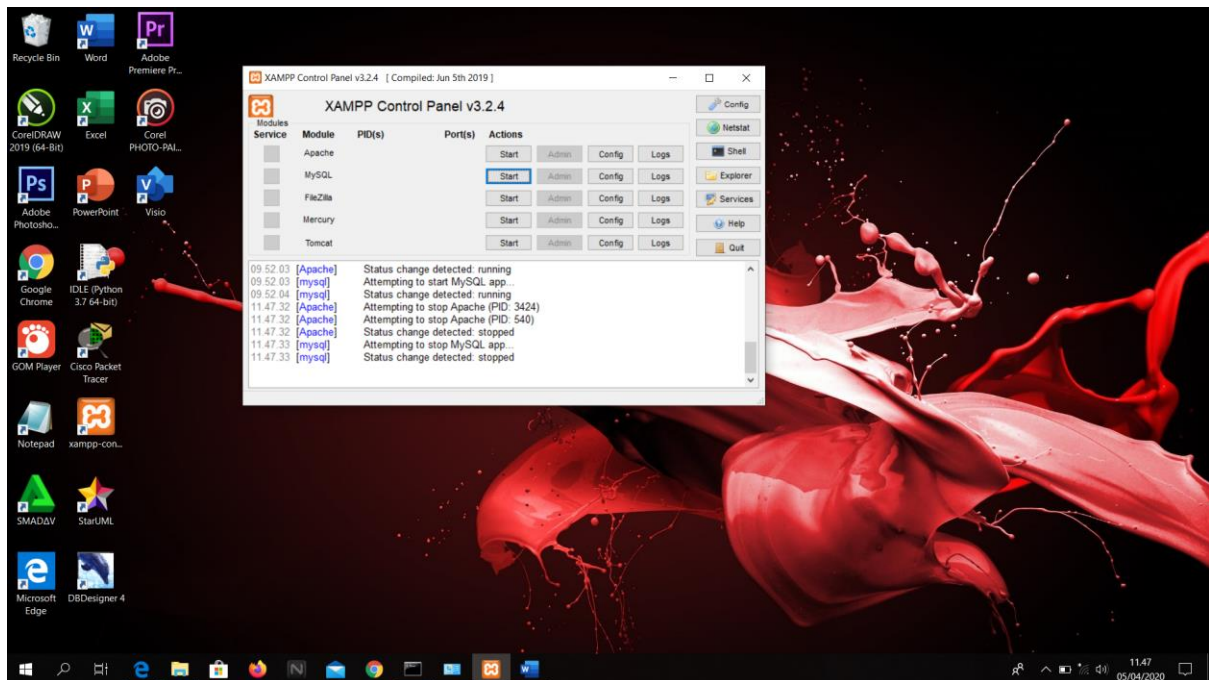 Recycle Bin
Word
Adobe Premiere Pr...
CorelDRAW 2019 (64-Bit)
Excel
Corel PHOTO-PAI...
Adobe Photosho...
PowerPoint
Visio
Google Chrome
IDLE (Python 3.7 64-bit)
GOM Player
Cisco Packet Tracer
Notepad
xampp-con...
SMADAV
StarUML
Microsoft Edge
DBDesigner 4
XAMPP Control Panel v3.2.4 [ Compiled: Jun 5th 2019 ]
XAMPP Control Panel v3.2.4
Modules
Service Module PID(s) Port(s) Actions
Apache Start Admin Config Logs
MySQL Start Admin Config Logs
FileZilla Start Admin Config Logs
Mercury Start Admin Config Logs
Tomcat Start Admin Config Logs
Config
Netstat
Shell
Explorer
Services
Help
Quit
09.52.03 [Apache] Status change detected: running
09.52.03 [mysql] Attempting to start MySQL app...
09.52.04 [mysql] Status change detected: running
11.47.32 [Apache] Attempting to stop Apache (PID: 3424)
11.47.32 [Apache] Attempting to stop Apache (PID: 540)
11.47.32 [Apache] Status change detected: stopped
11.47.33 [mysql] Attempting to stop MySQL app...
11.47.33 [mysql] Status change detected: stopped
11.47
05/04/2020